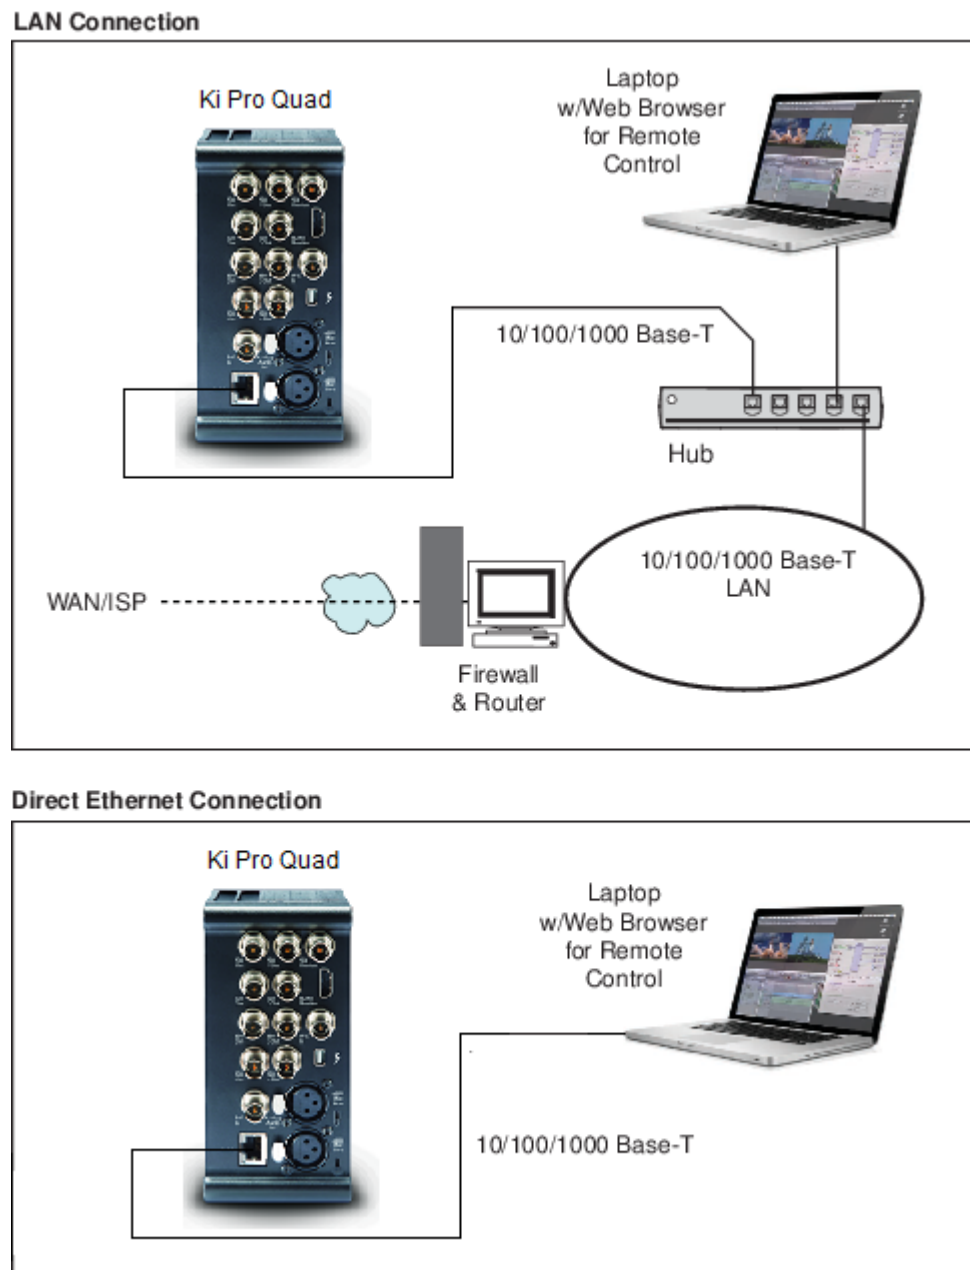 LAN Connection
Ki Pro Quad
Laptop
w/Web Browser
for Remote
Control
10/100/1000 Base-T
Hub
10/100/1000 Base-T
LAN
WAN/ISP
Firewall
& Router
Direct Ethernet Connection
Ki Pro Quad
Laptop
w/Web Browser
for Remote
Control
10/100/1000 Base-T